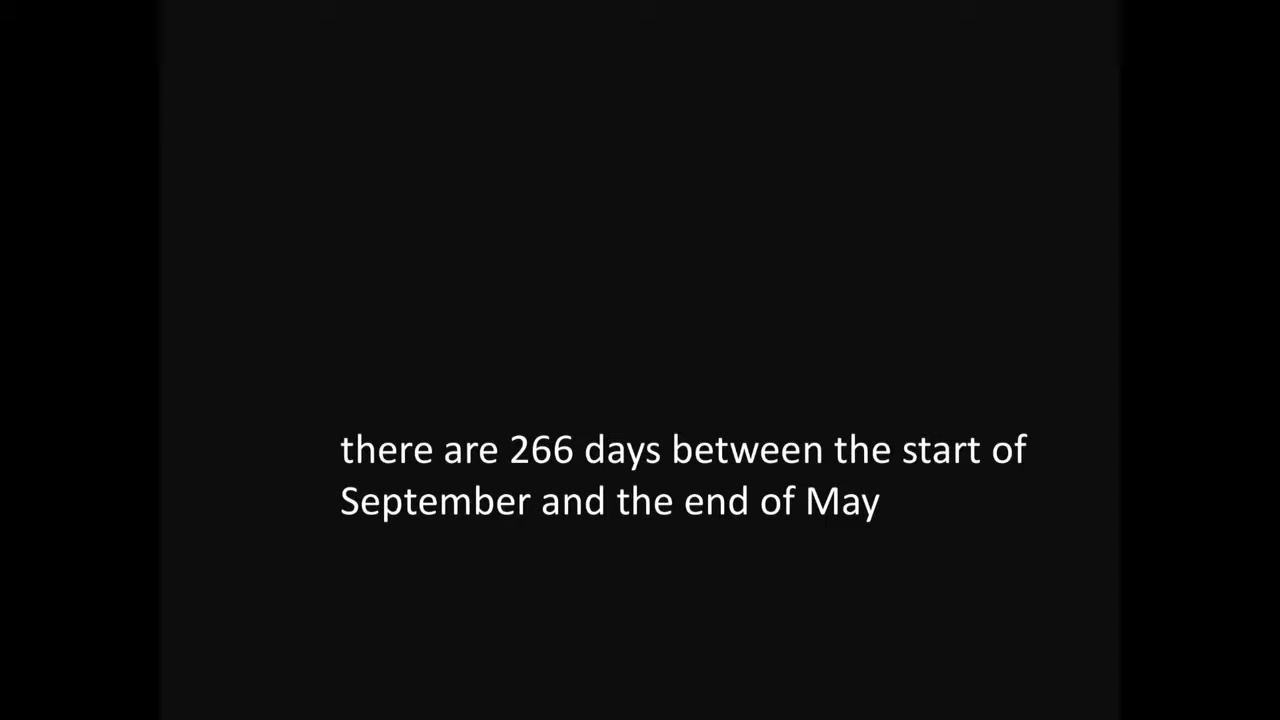 there are 266 days between the start of
September and the end of May